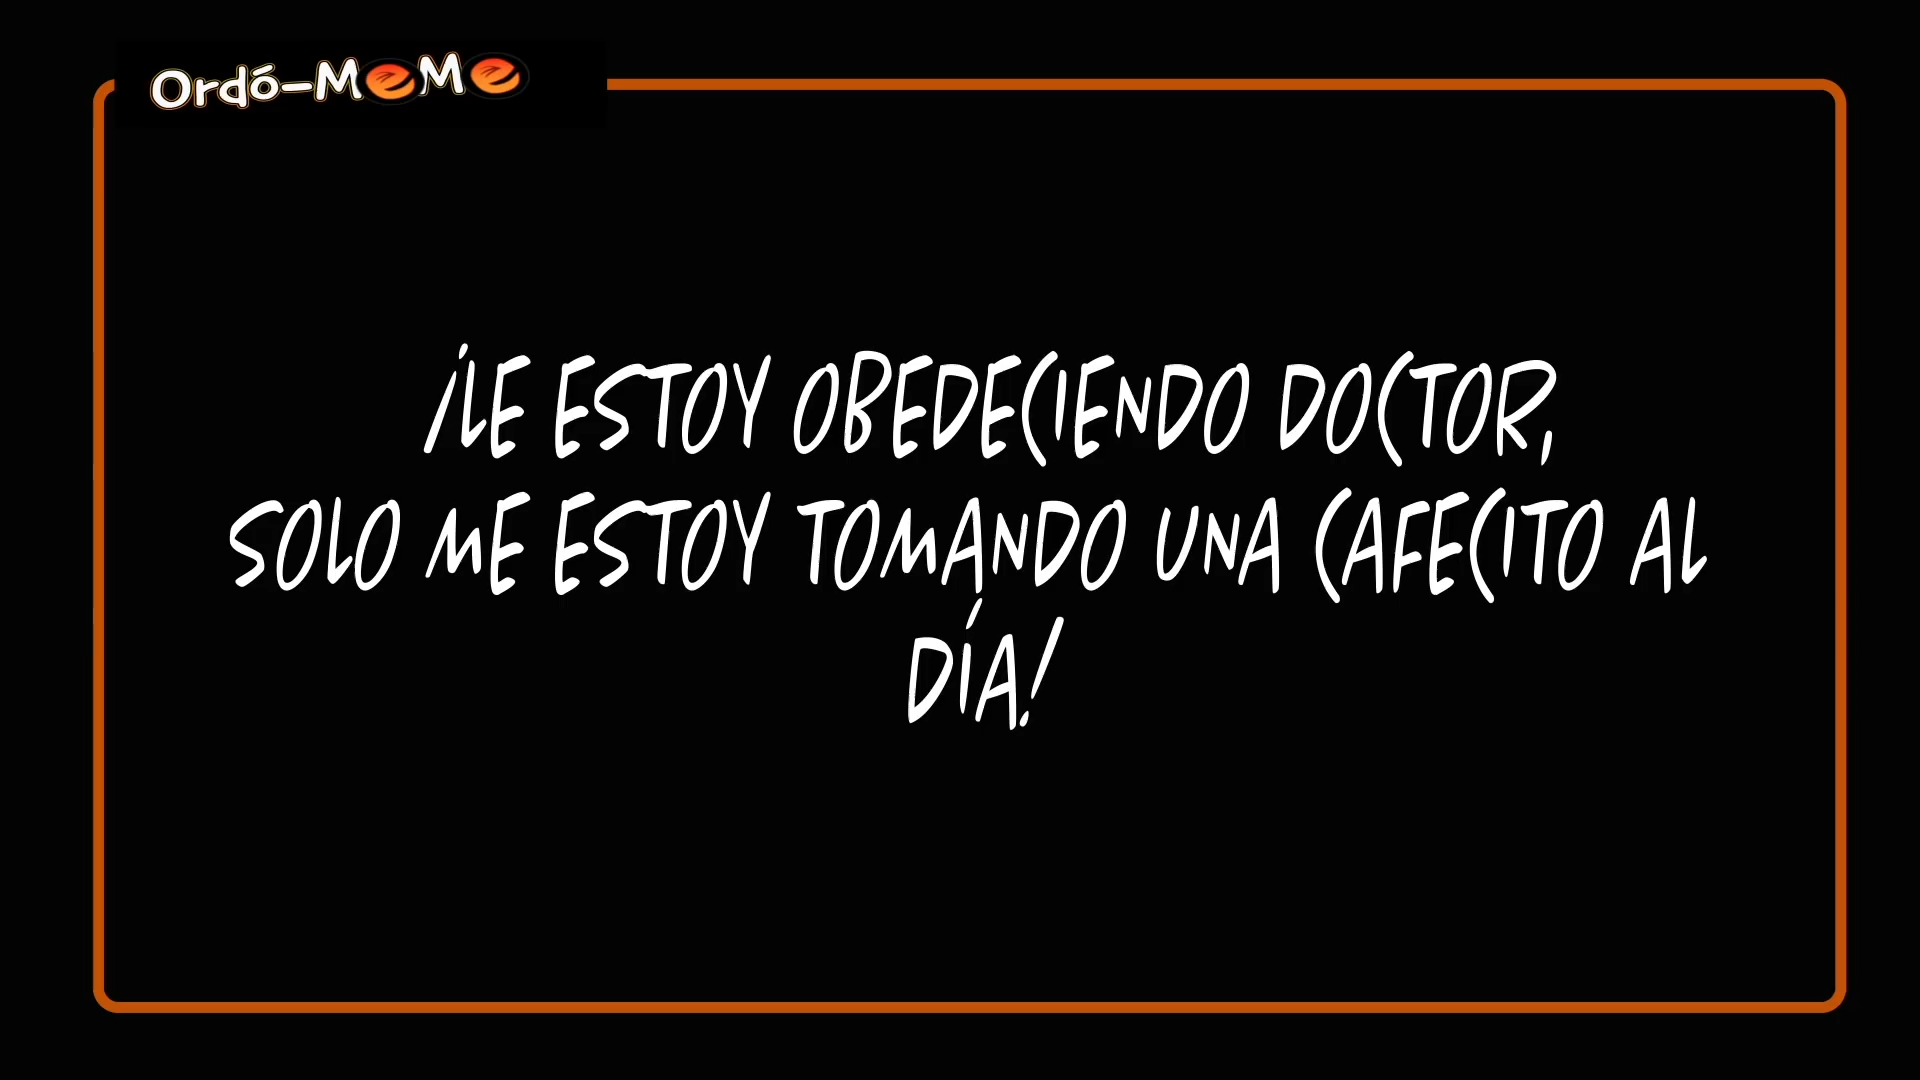 Ordó-MeMe
¡LE ESTOY OBEDECIENDO DOCTOR,
SOLO ME ESTOY TOMANDO UNA CAFECITO AL
DÍA!